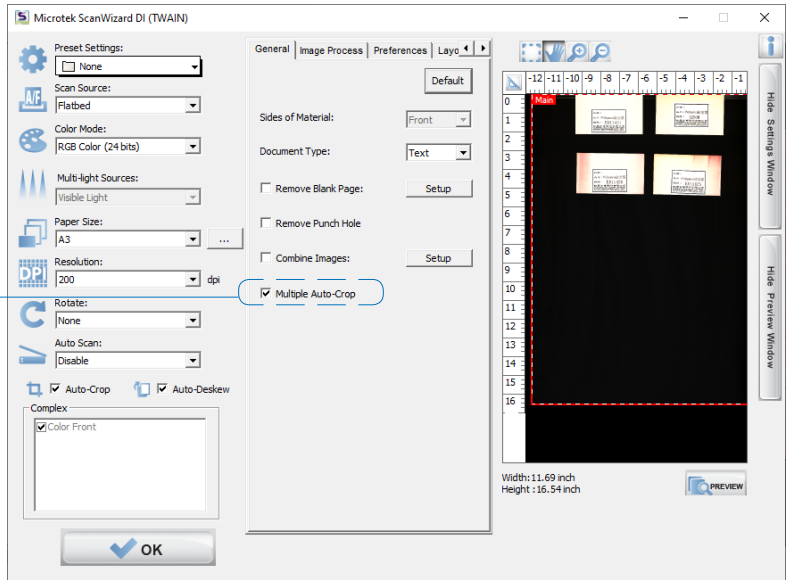 Microtek ScanWizard DI (TWAIN)
Preset Settings:
None
Scan Source:
A/F
Flatbed
Color Mode:
RGB Color (24 bits)
Multi-light Sources:
Visible Light
Paper Size:
A3
...
Resolution:
DPI
200
dpi
Rotate:
None
Auto Scan:
Disable
Auto-Crop
Auto-Deskew
Complex
Color Front
OK
General
Image Process
Preferences
Default
Sides of Material:
Front
Document Type:
Text
Remove Blank Page:
Setup
Remove Punch Hole
Combine Images:
Setup
Multiple Auto-Crop
-12 -11 -10 -9 -8 -7 -6 -5 -4 -3 -2 -1
0
1
2
3
4
5
6
7
8
9
10
11
12
13
14
15
16
Main
Width:11.69 inch
Height :16.54 inch
PREVIEW
Hide Settings Window
Hide Preview Window